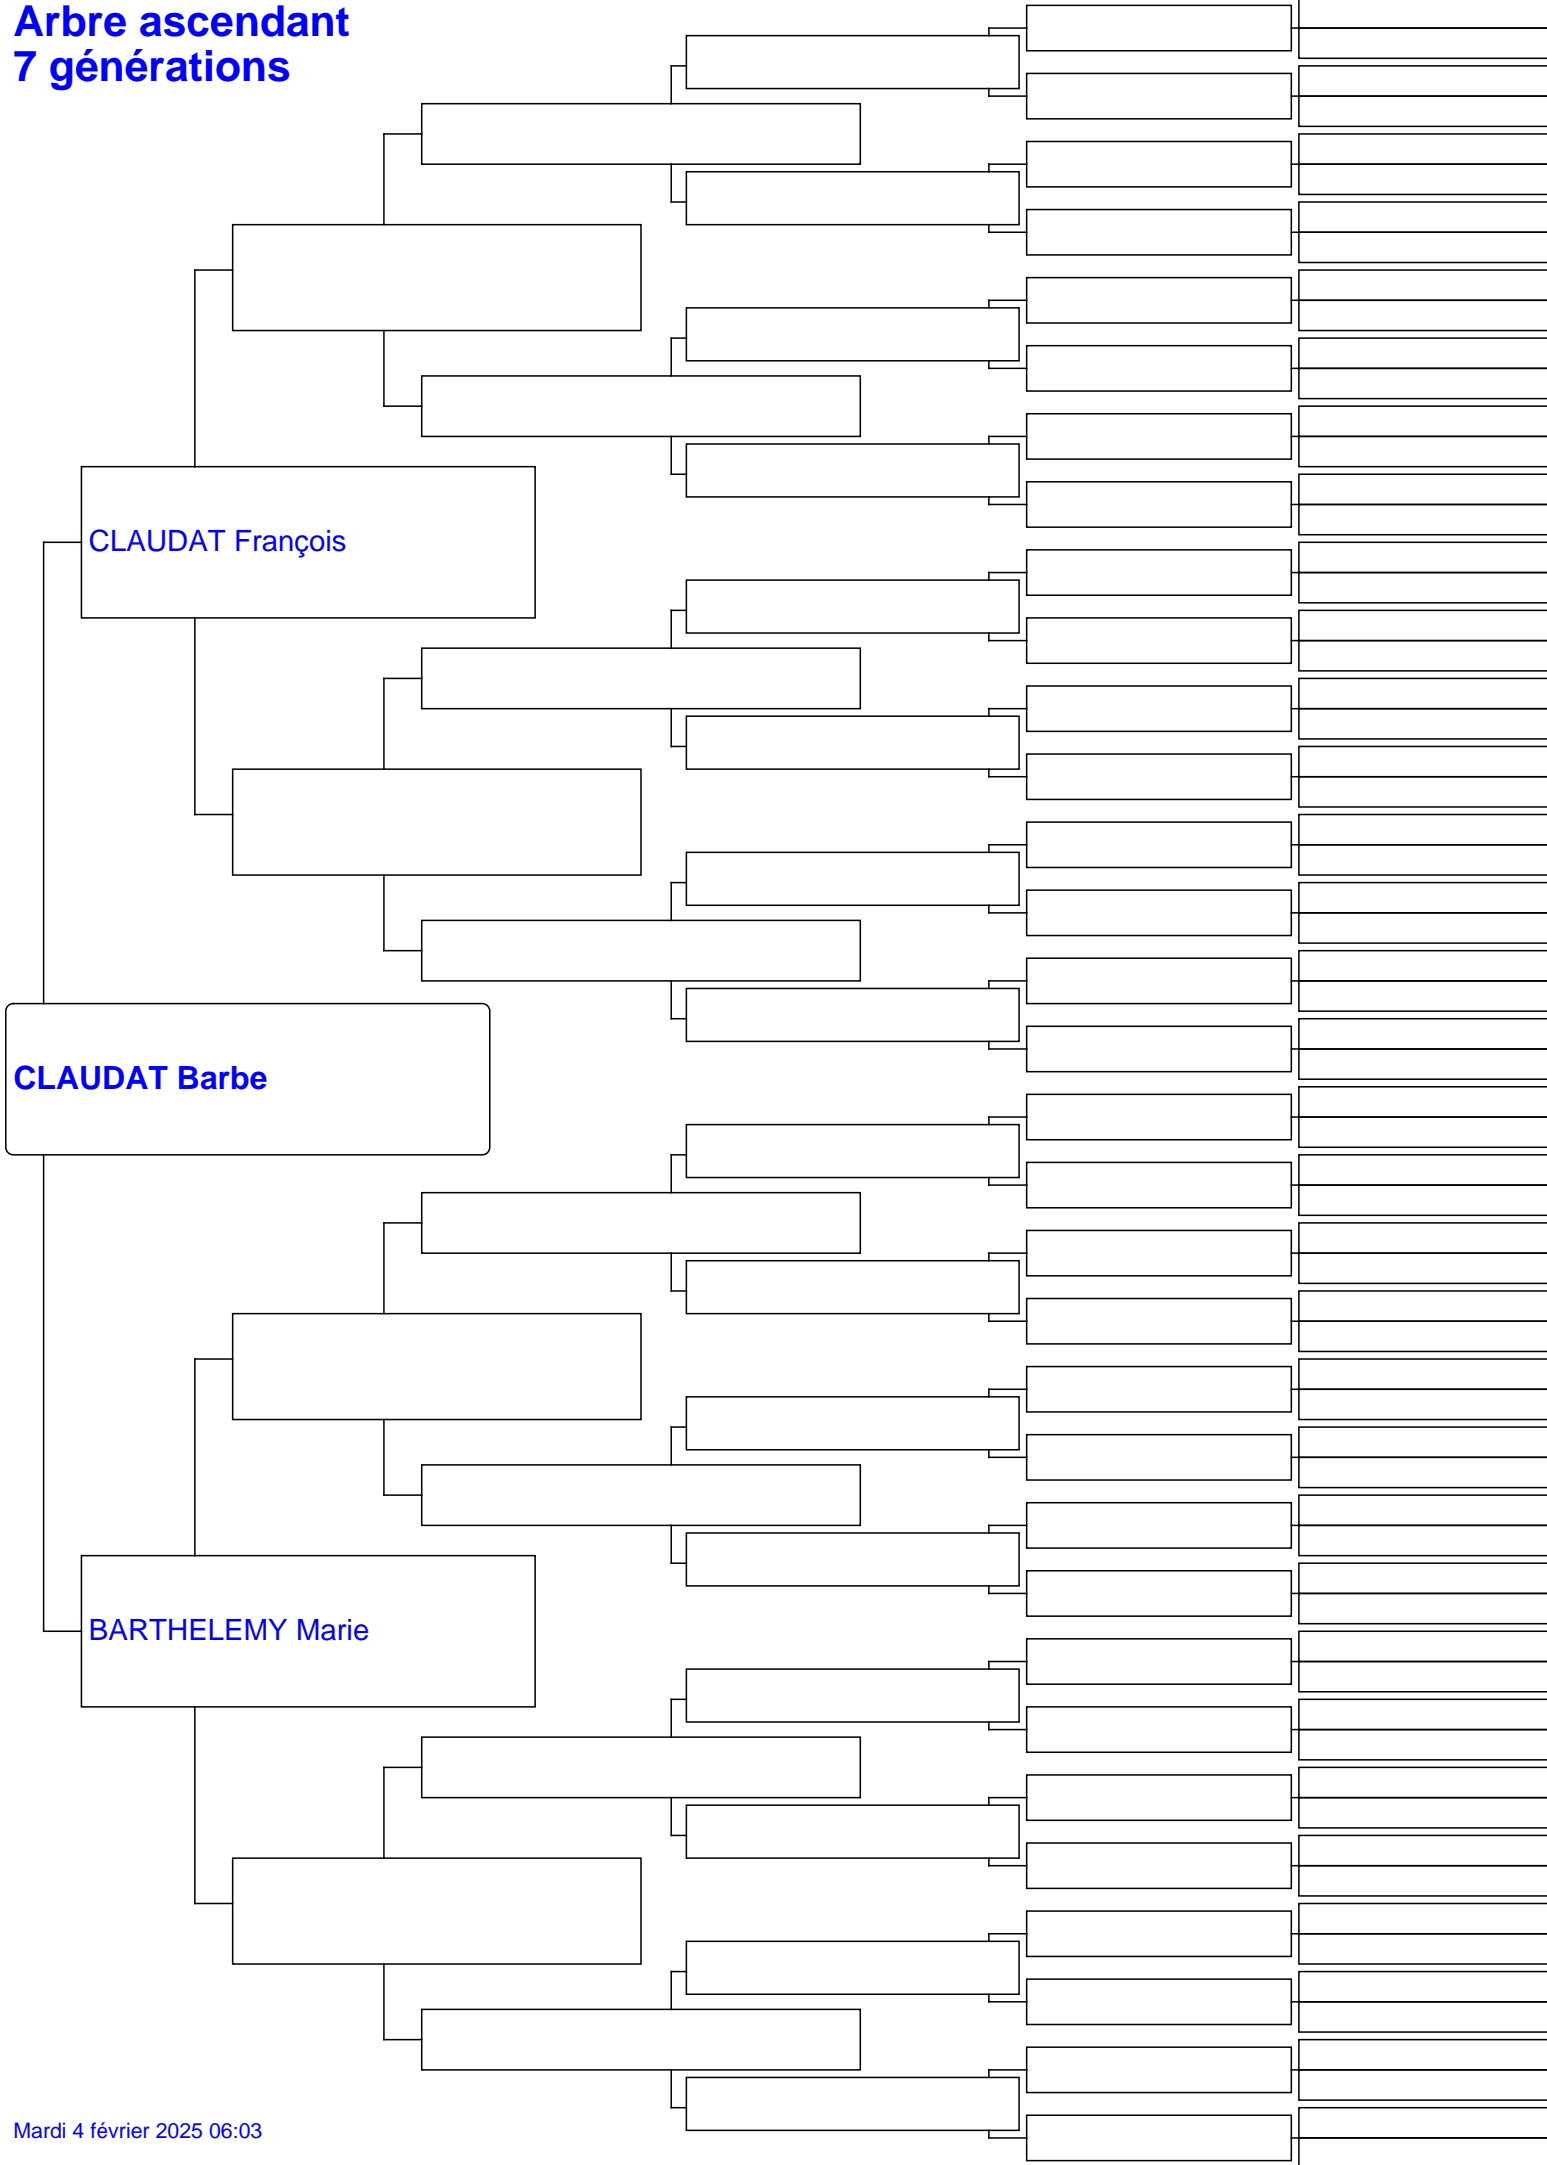 Arbre ascendant
7 générations
CLAUDAT François
CLAUDAT Barbe
BARTHELEMY Marie
Mardi 4 février 2025 06:03